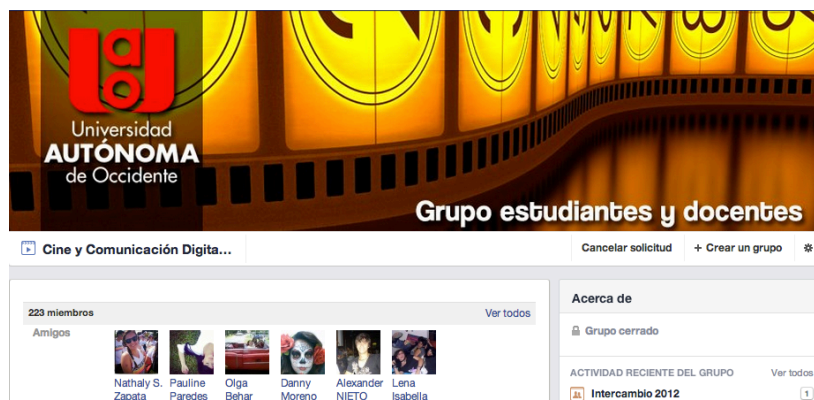 uao
Universidad
AUTÓNOMA
de Occidente
Grupo estudiantes y docentes
Cine y Comunicación Digita...
Cancelar solicitud
+ Crear un grupo
223 miembros
Ver todos
Amigos
Nathaly S.
Zapata
Pauline
Paredes
Olga
Behar
Danny
Moreno
Alexander
NIETO
Lena
Isabella
Acerca de
Grupo cerrado
ACTIVIDAD RECIENTE DEL GRUPO
Ver todos
Intercambio 2012
1